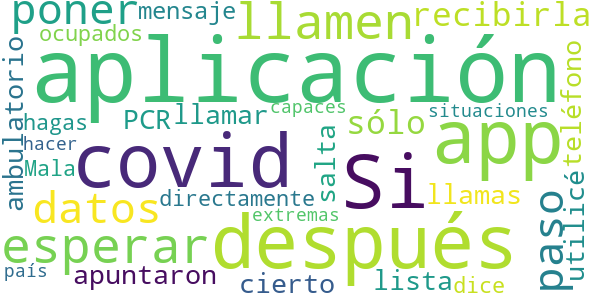 poner mensaje llamen recibirla
ocupados
aplicación
ambulatorio
teléfono
hagas PCR llamar capaces situaciones
hacer
sólo app
covid Si
Mala
salta
utilicé
datos directamente llamas
paso
extremas
esperar después
país apuntaron cierto lista dice